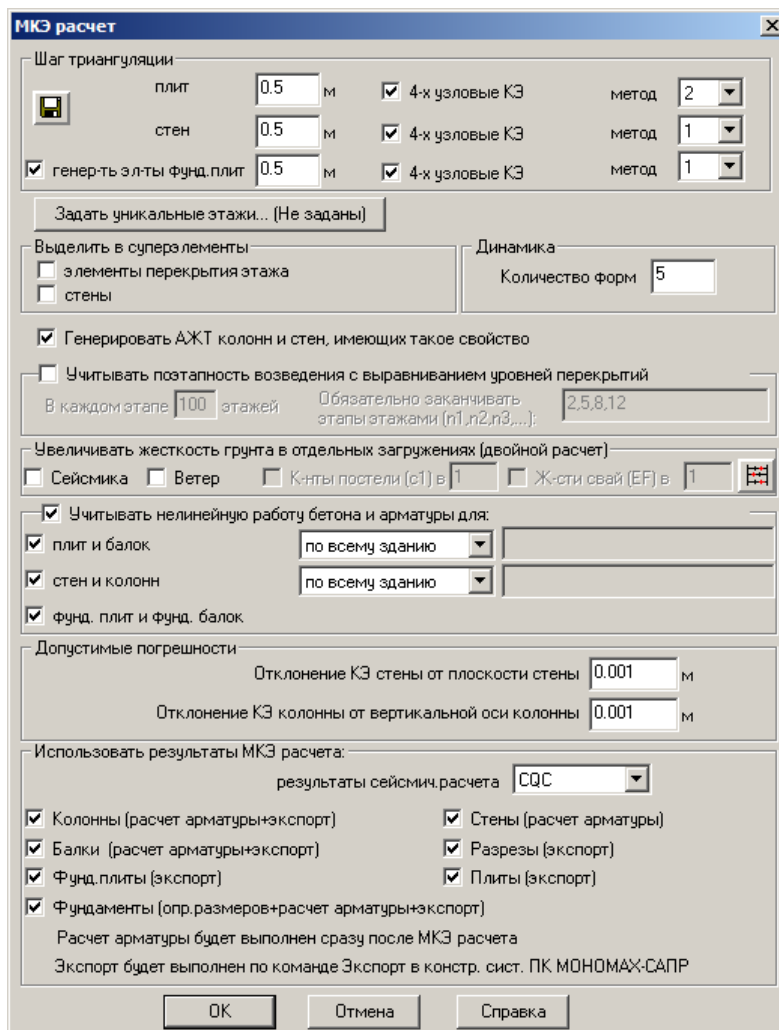 МКЭ расчет
Шаг триангуляции
плит 0.5 м 4-х узловые КЭ метод 2
стен 0.5 м 4-х узловые КЭ метод 1
генер-ть эл-ты фунд.плит 0.5 м 4-х узловые КЭ метод 1
Задать уникальные этажи... (Не заданы)
Выделить в суперэлементы
элементы перекрытия этажа
стены
Динамика
Количество форм 5
Генерировать АЖТ колонн и стен, имеющих такое свойство
Учитывать поэтапность возведения с выравниванием уровней перекрытий
В каждом этапе 100 этажей
Обязательно заканчивать
этапы этажами (n1,n2,n3,...): 2,5,8,12
Увеличивать жесткость грунта в отдельных загружениях (двойной расчет)
Сейсмика Ветер К-нты постели (c1) в 1 Ж-сти свай (EF) в 1
Учитывать нелинейную работу бетона и арматуры для:
плит и балок по всему зданию
стен и колонн по всему зданию
фунд. плит и фунд. балок
Допустимые погрешности
Отклонение КЭ стены от плоскости стены 0.001 м
Отклонение КЭ колонны от вертикальной оси колонны 0.001 м
Использовать результаты МКЭ расчета:
результаты сейсмич.расчета CQC
Колонны (расчет арматуры+экспорт) Стены (расчет арматуры)
Балки (расчет арматуры+экспорт) Разрезы (экспорт)
Фунд.плиты (экспорт) Плиты (экспорт)
Фундаменты (опр.размеров+расчет арматуры+экспорт)
Расчет арматуры будет выполнен сразу после МКЭ расчета
Экспорт будет выполнен по команде Экспорт в констр. сист. ПК МОНОМАХ-САПР
OK Отмена Справка